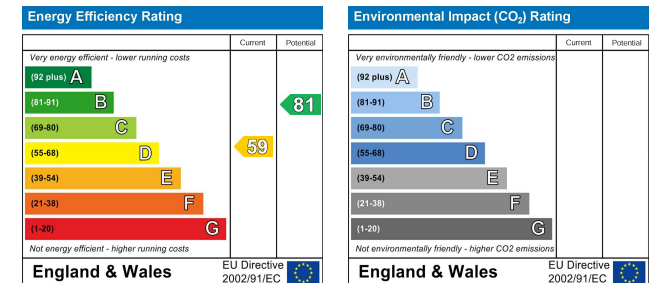 Energy Efficiency Rating
Current Potential
Very energy efficient - lower running costs
(92 plus) A
(81-91) B
(69-80) C
(55-68) D
(39-54) E
(21-38) F
(1-20) G
59
81
Not energy efficient - higher running costs
England & Wales
EU Directive
2002/91/EC
Environmental Impact (CO₂) Rating
Current Potential
Very environmentally friendly - lower CO2 emissions
(92 plus) A
(81-91) B
(69-80) C
(55-68) D
(39-54) E
(21-38) F
(1-20) G
Not environmentally friendly - higher CO2 emissions
England & Wales
EU Directive
2002/91/EC